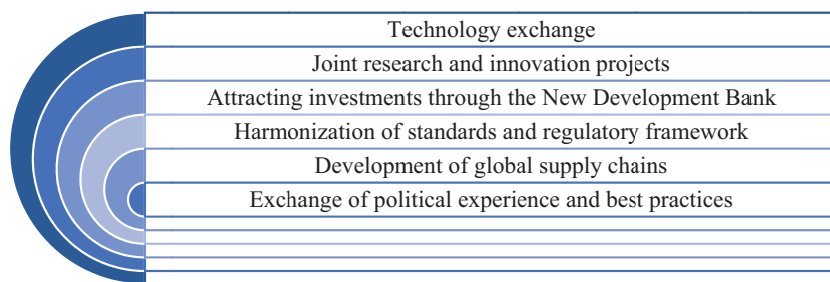 Technology exchange
Joint research and innovation projects
Attracting investments through the New Development Bank
Harmonization of standards and regulatory framework
Development of global supply chains
Exchange of political experience and best practices